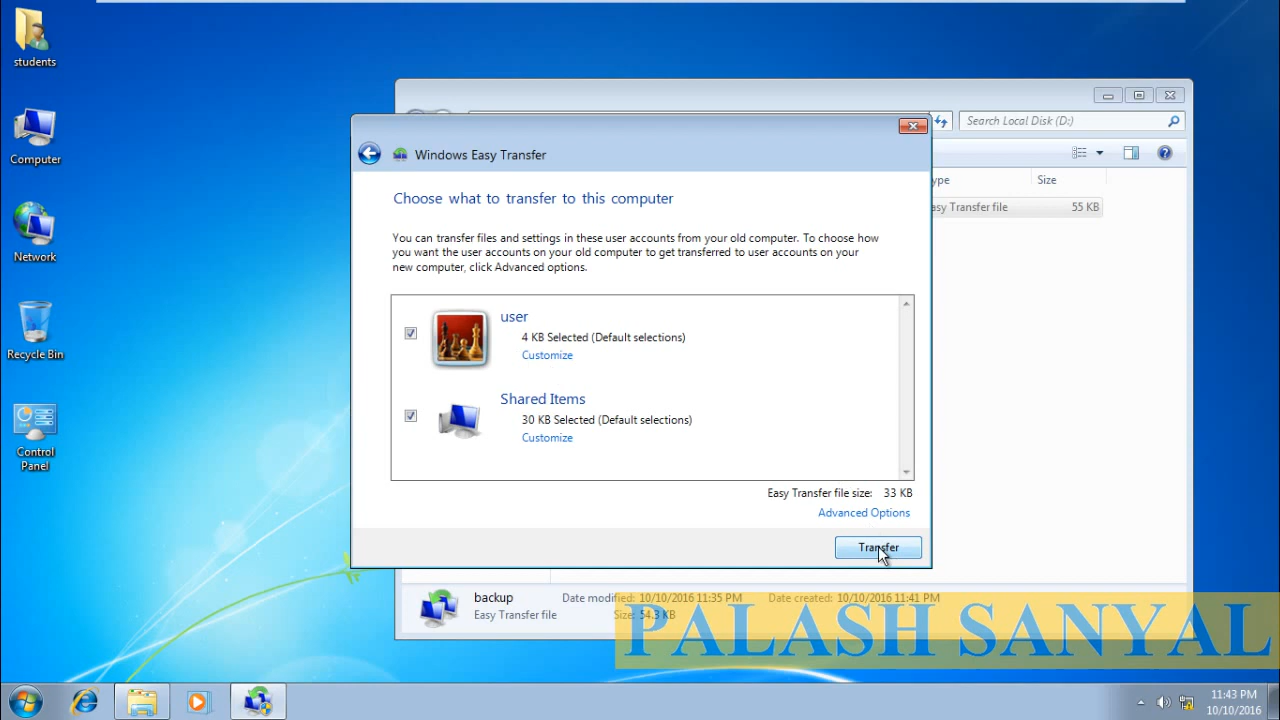 students
Computer
Network
Recycle Bin
Control
Panel
Search Local Disk (D:)
Size
55 KB
Windows Easy Transfer
Choose what to transfer to this computer
You can transfer files and settings in these user accounts from your old computer. To choose how
you want the user accounts on your old computer to get transferred to user accounts on your
new computer, click Advanced options.
user
4 KB Selected (Default selections)
Customize
Shared Items
30 KB Selected (Default selections)
Customize
Easy Transfer file size: 33 KB
Advanced Options
Transfer
backup Date modified: 10/10/2016 11:35 PM Date created: 10/10/2016 11:41 PM
Easy Transfer file Size: 54.3 KB
PALASH SANYAL
11:43 PM
10/10/2016